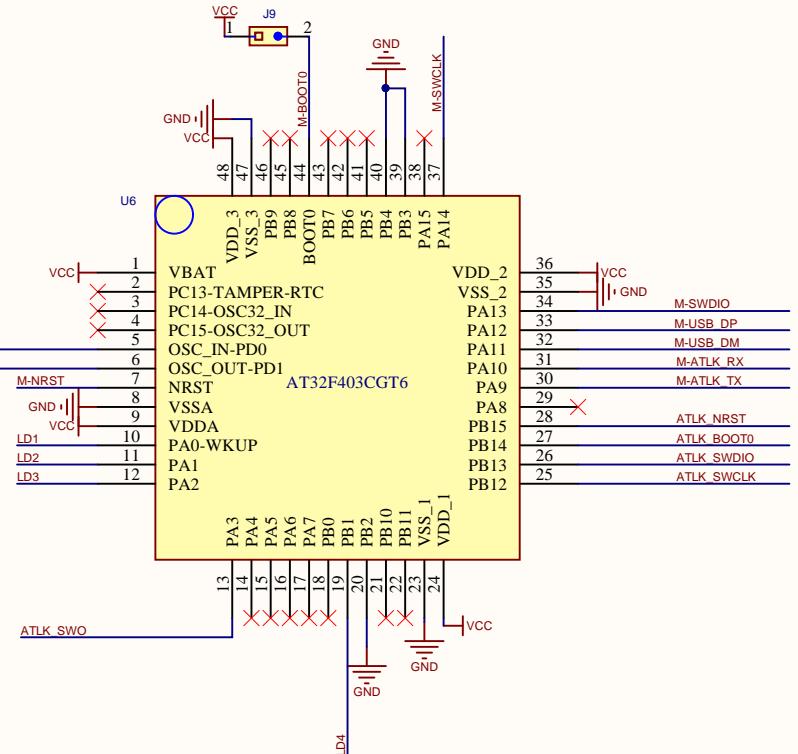 VCC
J9
1
2
M-BOOT0
GND
M-SWCLK
GND
VCC
48
47
46
45
44
43
42
41
40
39
38
37
U6
VDD_3
VSS_3
PB9
PB8
BOOT0
PB7
PB6
PB5
PB4
PB3
PA15
PA14
VCC
1
VBAT
2
PC13-TAMPER-RTC
3
PC14-OSC32_IN
4
PC15-OSC32_OUT
5
OSC_IN-PD0
6
OSC_OUT-PD1
M-NRST
7
NRST
GND
8
VSSA
VCC
9
VDDA
LD1
10
PA0-WKUP
LD2
11
PA1
LD3
12
PA2
AT32F403CGT6
VDD_2
36
VCC
VSS_2
35
GND
PA13
34
M-SWDIO
PA12
33
M-USB_DP
PA11
32
M-USB_DM
PA10
31
M-ATLK_RX
PA9
30
M-ATLK_TX
PA8
29
PB15
28
ATLK_NRST
PB14
27
ATLK_BOOT0
PB13
26
ATLK_SWDIO
PB12
25
ATLK_SWCLK
PA3
PA4
PA5
PA6
PA7
PB0
PB1
PB2
PB10
PB11
VSS_1
VDD_1
13
14
15
16
17
18
19
20
21
22
23
24
ATLK_SWO
VCC
GND
GND
LD4